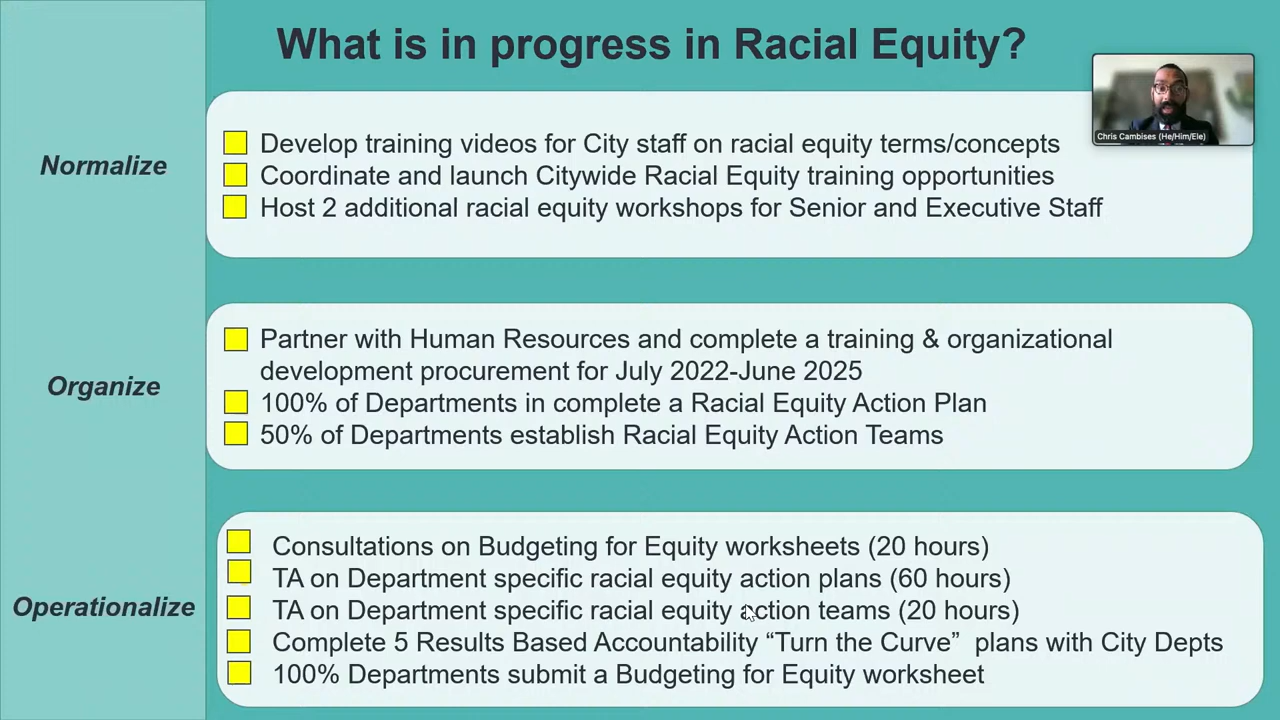 What is in progress in Racial Equity?
Chris Cambises (He/Him/Ele)
Normalize
Develop training videos for City staff on racial equity terms/concepts
Coordinate and launch Citywide Racial Equity training opportunities
Host 2 additional racial equity workshops for Senior and Executive Staff
Organize
Partner with Human Resources and complete a training & organizational
development procurement for July 2022-June 2025
100% of Departments in complete a Racial Equity Action Plan
50% of Departments establish Racial Equity Action Teams
Operationalize
Consultations on Budgeting for Equity worksheets (20 hours)
TA on Department specific racial equity action plans (60 hours)
TA on Department specific racial equity action teams (20 hours)
Complete 5 Results Based Accountability “Turn the Curve”  plans with City Depts
100% Departments submit a Budgeting for Equity worksheet